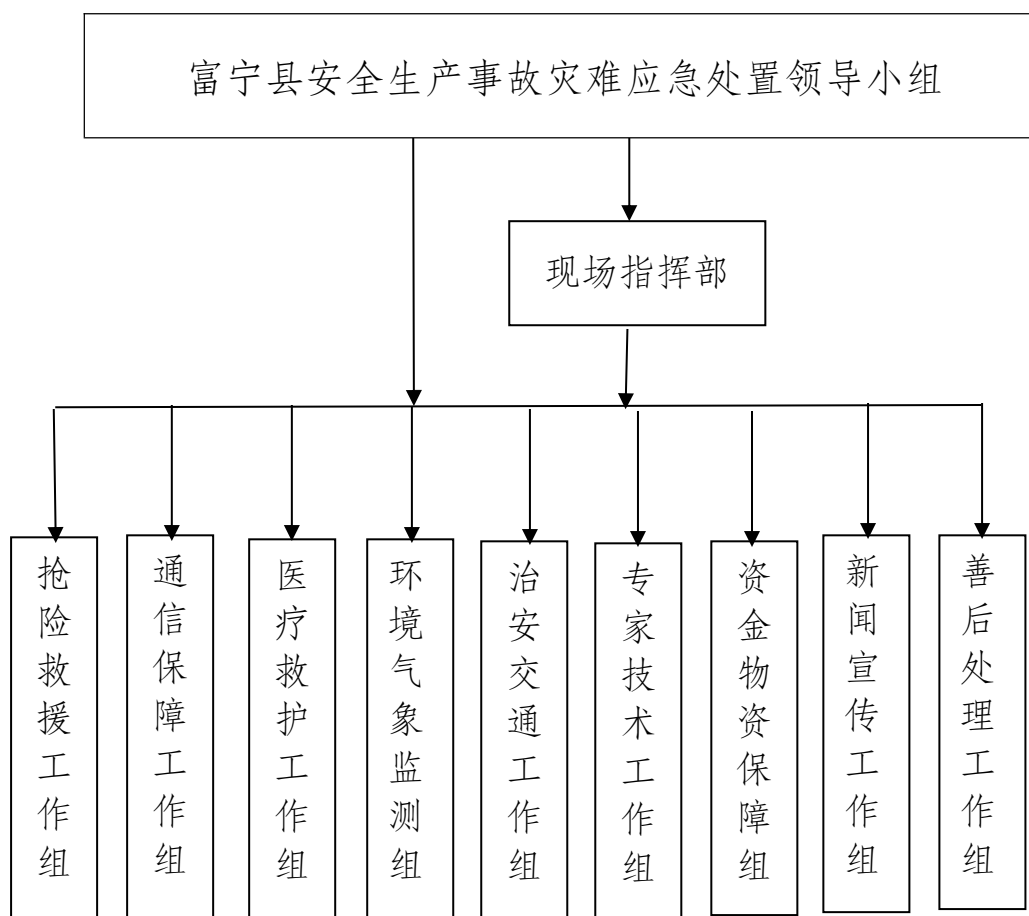 富宁县安全生产事故灾难应急处置领导小组
现场指挥部
抢险救援工作组
通信保障工作组
医疗救护工作组
环境气象监测组
治安交通工作组
专家技术工作组
资金物资保障组
新闻宣传工作组
善后处理工作组